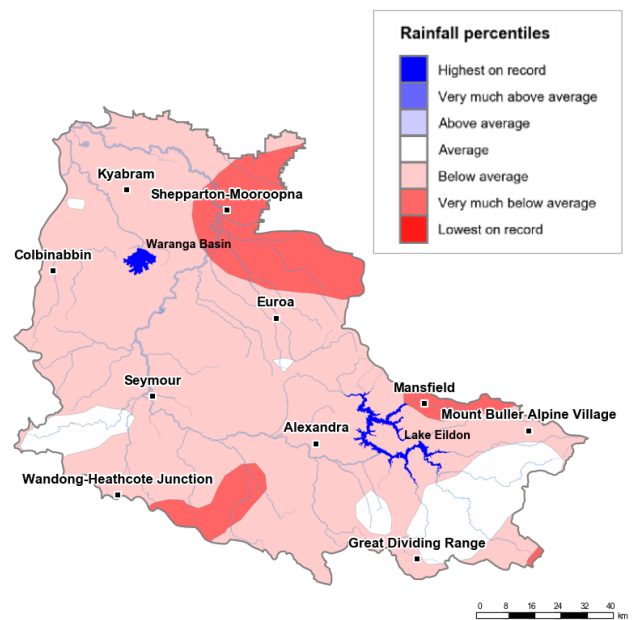 Rainfall percentiles
Highest on record
Very much above average
Above average
Average
Below average
Very much below average
Lowest on record
Kyabram
Shepparton-Mooroopna
Waranga Basin
Colbinabbin
Euroa
Seymour
Mansfield
Mount Buller Alpine Village
Alexandra
Lake Eildon
Wandong-Heathcote Junction
Great Dividing Range
0 8 16 24 32 40
km